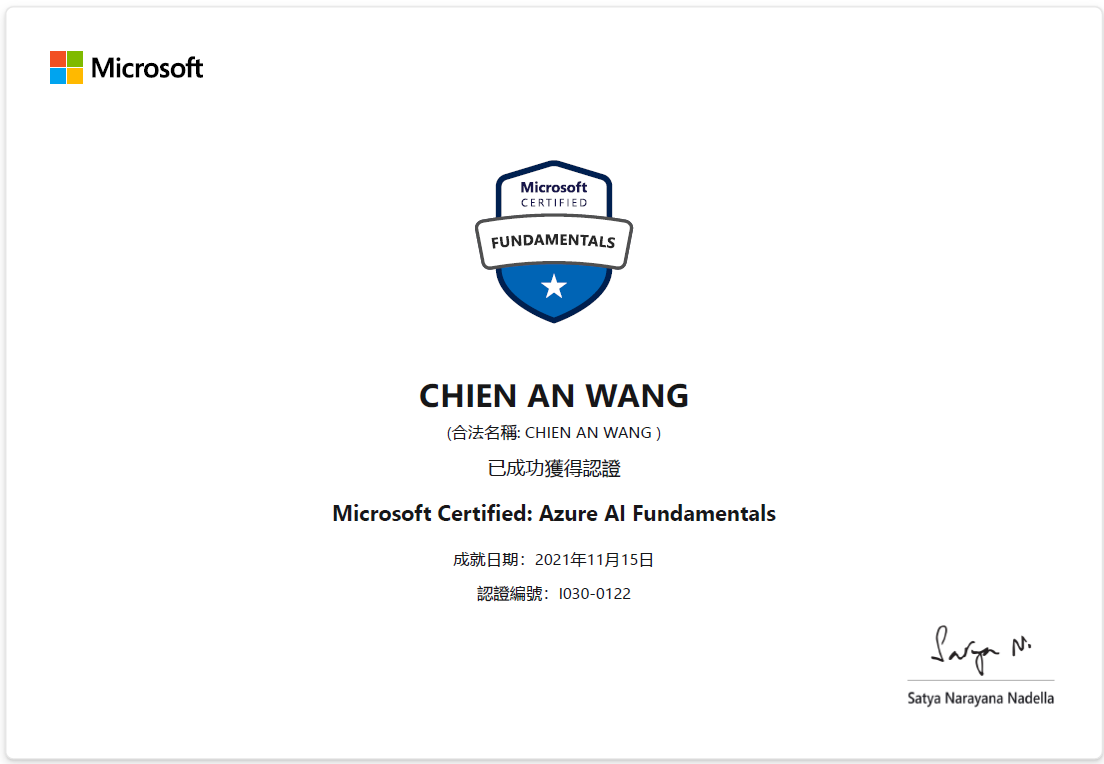 Microsoft
Microsoft
CERTIFIED
FUNDAMENTALS
CHIEN AN WANG
(合法名稱: CHIEN AN WANG )
已成功獲得認證
Microsoft Certified: Azure AI Fundamentals
成就日期：2021年11月15日
認證編號：I030-0122
Satya N.
Satya Narayana Nadella